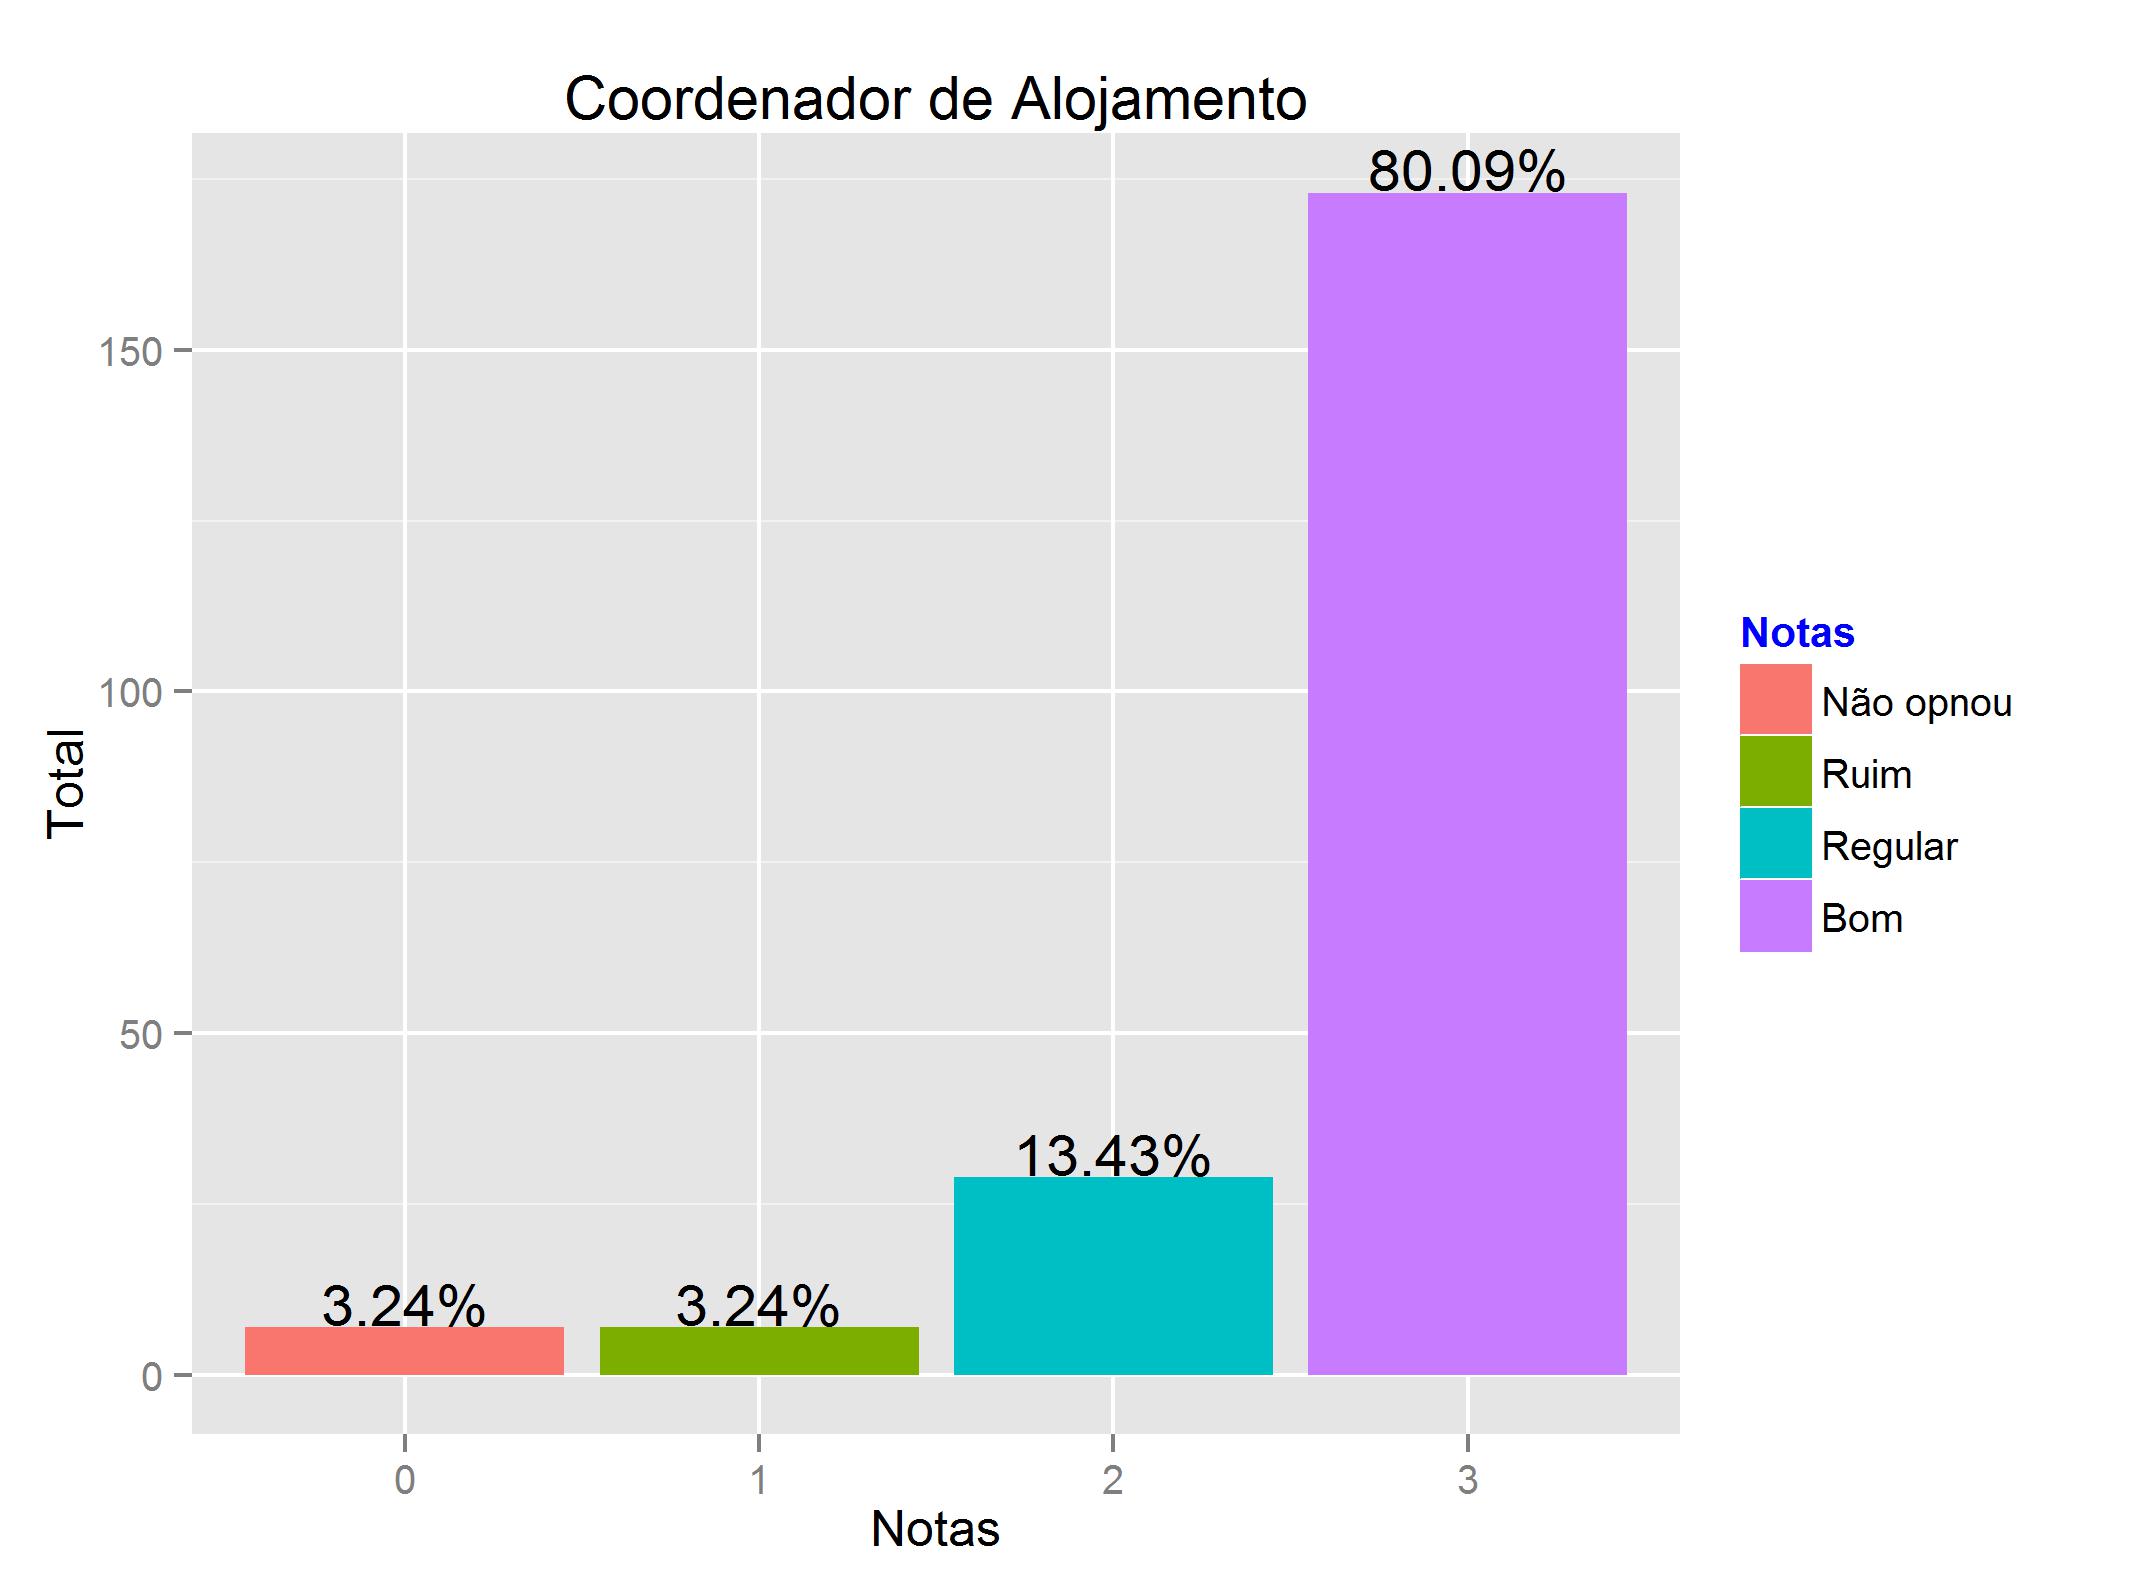 Coordenador de Alojamento
80.09%
150
100
50
0
Total
13.43%
3.24%
3.24%
0
1
2
3
Notas
Notas
Não opnou
Ruim
Regular
Bom